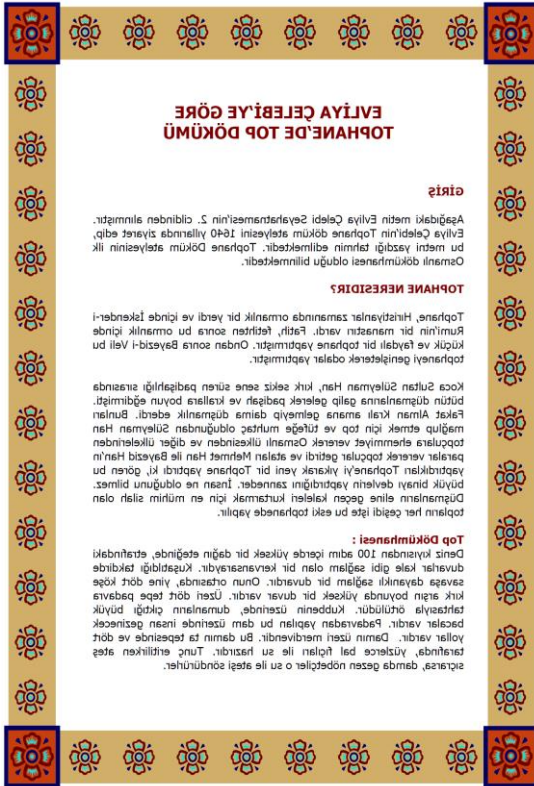 EVLİYA ÇELEBİ'YE GÖRE
TOPHANE'DE TOP DÖKÜMÜ
GİRİŞ
Aşağıdaki metin Evliya Çelebi Seyahatnamesi'nin 2. cildinden alınmıştır.
Evliya Çelebi'nin Tophane döküm atelyesini 1640 yıllarında ziyaret edip,
bu metni yazdığı tahmin edilmektedir. Tophane Döküm atelyesinin ilk
Osmanlı dökümhanesi olduğu bilinmektedir.
TOPHANE NERESIDIR?
Tophane, Hıristiyanlar zamanında ormanlık bir yerdi ve içinde İskender-i
Rumi'nin bir manastırı vardı. Fatih, fetihten sonra bu ormanlık içinde
küçük ve faydalı bir tophane yaptırmıştır. Ondan sonra Bayezid-i Veli bu
tophaneyi genişleterek odalar yaptırmıştır.
Koca Sultan Süleyman Han, kırk sekiz sene süren padişahlığı sırasında
bütün düşmanlarına galip gelerek padişah ve krallara boyun eğdirmişti.
Fakat Alman Kralı amana gelmeyip daima düşmanlık ederdi. Bunları
mağlup etmek için top ve tüfeğe muhtaç olduğundan Süleyman Han
topçulara ehemmiyet vererek Osmanlı ülkesinden ve diğer ülkelerinden
paralar vererek topçular getirdi ve ataları Mehmet Han ile Bayezid Han'ın
yaptırdıkları Tophane'yi yıkarak yeni bir Tophane yaptırdı ki, gören bu
büyük binayı devlerin yaptırdığını zanneder. İnsan ne olduğunu bilmez.
Düşmanların eline geçen kaleleri kurtarmak için en mühim silah olan
topların her çeşidi işte bu eski tophanede yapılır.
Top Dökümhanesi :
Deniz kıyısından 100 adım içerde yüksek bir dağın eteğinde, etrafındaki
duvarlar kale gibi sağlam olan bir kervansaraydır. Kuşatıldığı takdirde
savaşa dayanıklı sağlam bir duvardır. Onun ortasında, yine dört köşe
kırk arşın boyunda yüksek bir duvar vardır. Üzeri dört tepe padavra
tahtasıyla örtülüdür. Kubbenin üzerinde, dumanların çıktığı büyük
bacalar vardır. Padavradan yapılan bu dam üzerinde insan gezinecek
yollar vardır. Damın üzeri merdivendir. Bu damın ta tepesinde ve dört
tarafında, yüzlerce bal fıçıları ile su hazırdır. Tunç eritilirken ateş
sıçrarsa, damda gezen nöbetçiler o su ile ateşi söndürürler.